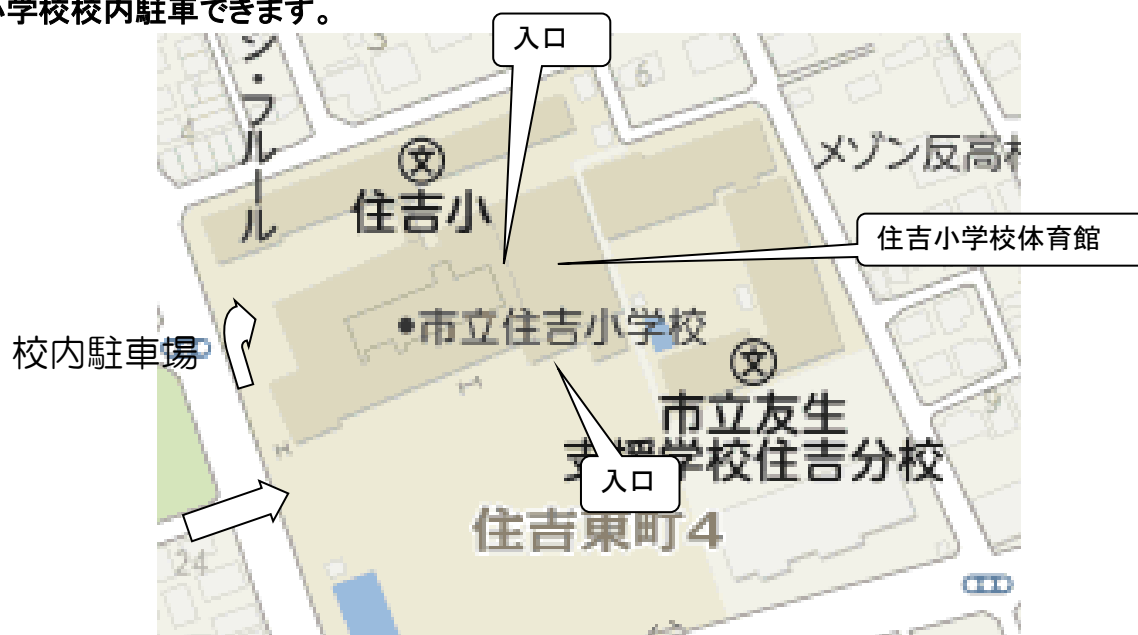 小学校校内駐車できます。
入口
3
6
シ・フルール
メゾン反高
住吉小
住吉小学校体育館
市立住吉小学校
校内駐車場
市立友生
支援学校住吉分校
9
入口
住吉東町4
24